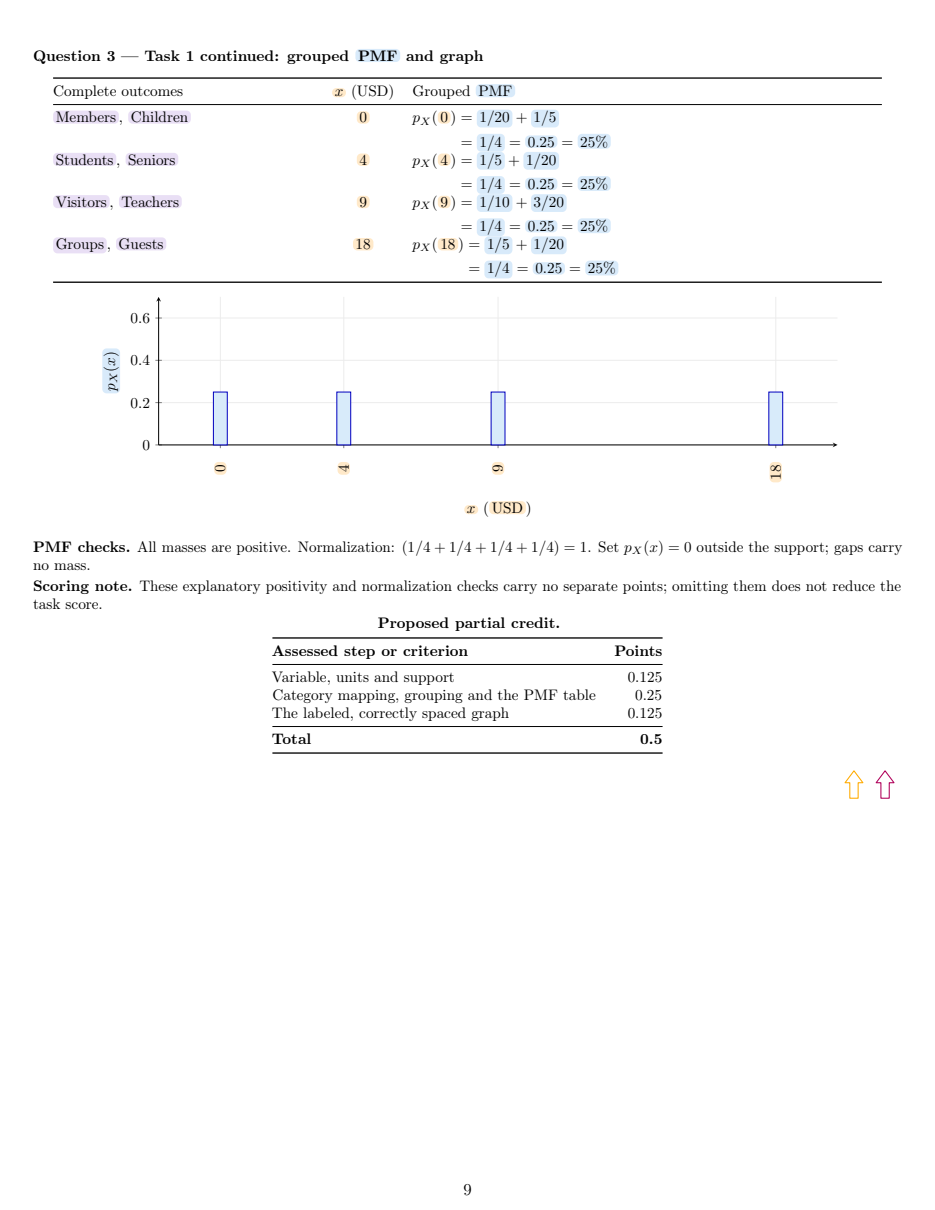 Question 3 — Task 1 continued: grouped PMF and graph
Complete outcomes x (USD) Grouped PMF
Members, Children 0 pX(0) = 1/20 + 1/5
= 1/4 = 0.25 = 25%
Students, Seniors 4 pX(4) = 1/5 + 1/20
= 1/4 = 0.25 = 25%
Visitors, Teachers 9 pX(9) = 1/10 + 3/20
= 1/4 = 0.25 = 25%
Groups, Guests 18 pX(18) = 1/5 + 1/20
= 1/4 = 0.25 = 25%
0.6
0.4
0.2
0
pX(x)
0 4 9 18
x (USD)
PMF checks. All masses are positive. Normalization: (1/4 + 1/4 + 1/4 + 1/4) = 1. Set pX(x) = 0 outside the support; gaps carry
no mass.
Scoring note. These explanatory positivity and normalization checks carry no separate points; omitting them does not reduce the
task score.
Proposed partial credit.
Assessed step or criterion Points
Variable, units and support 0.125
Category mapping, grouping and the PMF table 0.25
The labeled, correctly spaced graph 0.125
Total 0.5
9